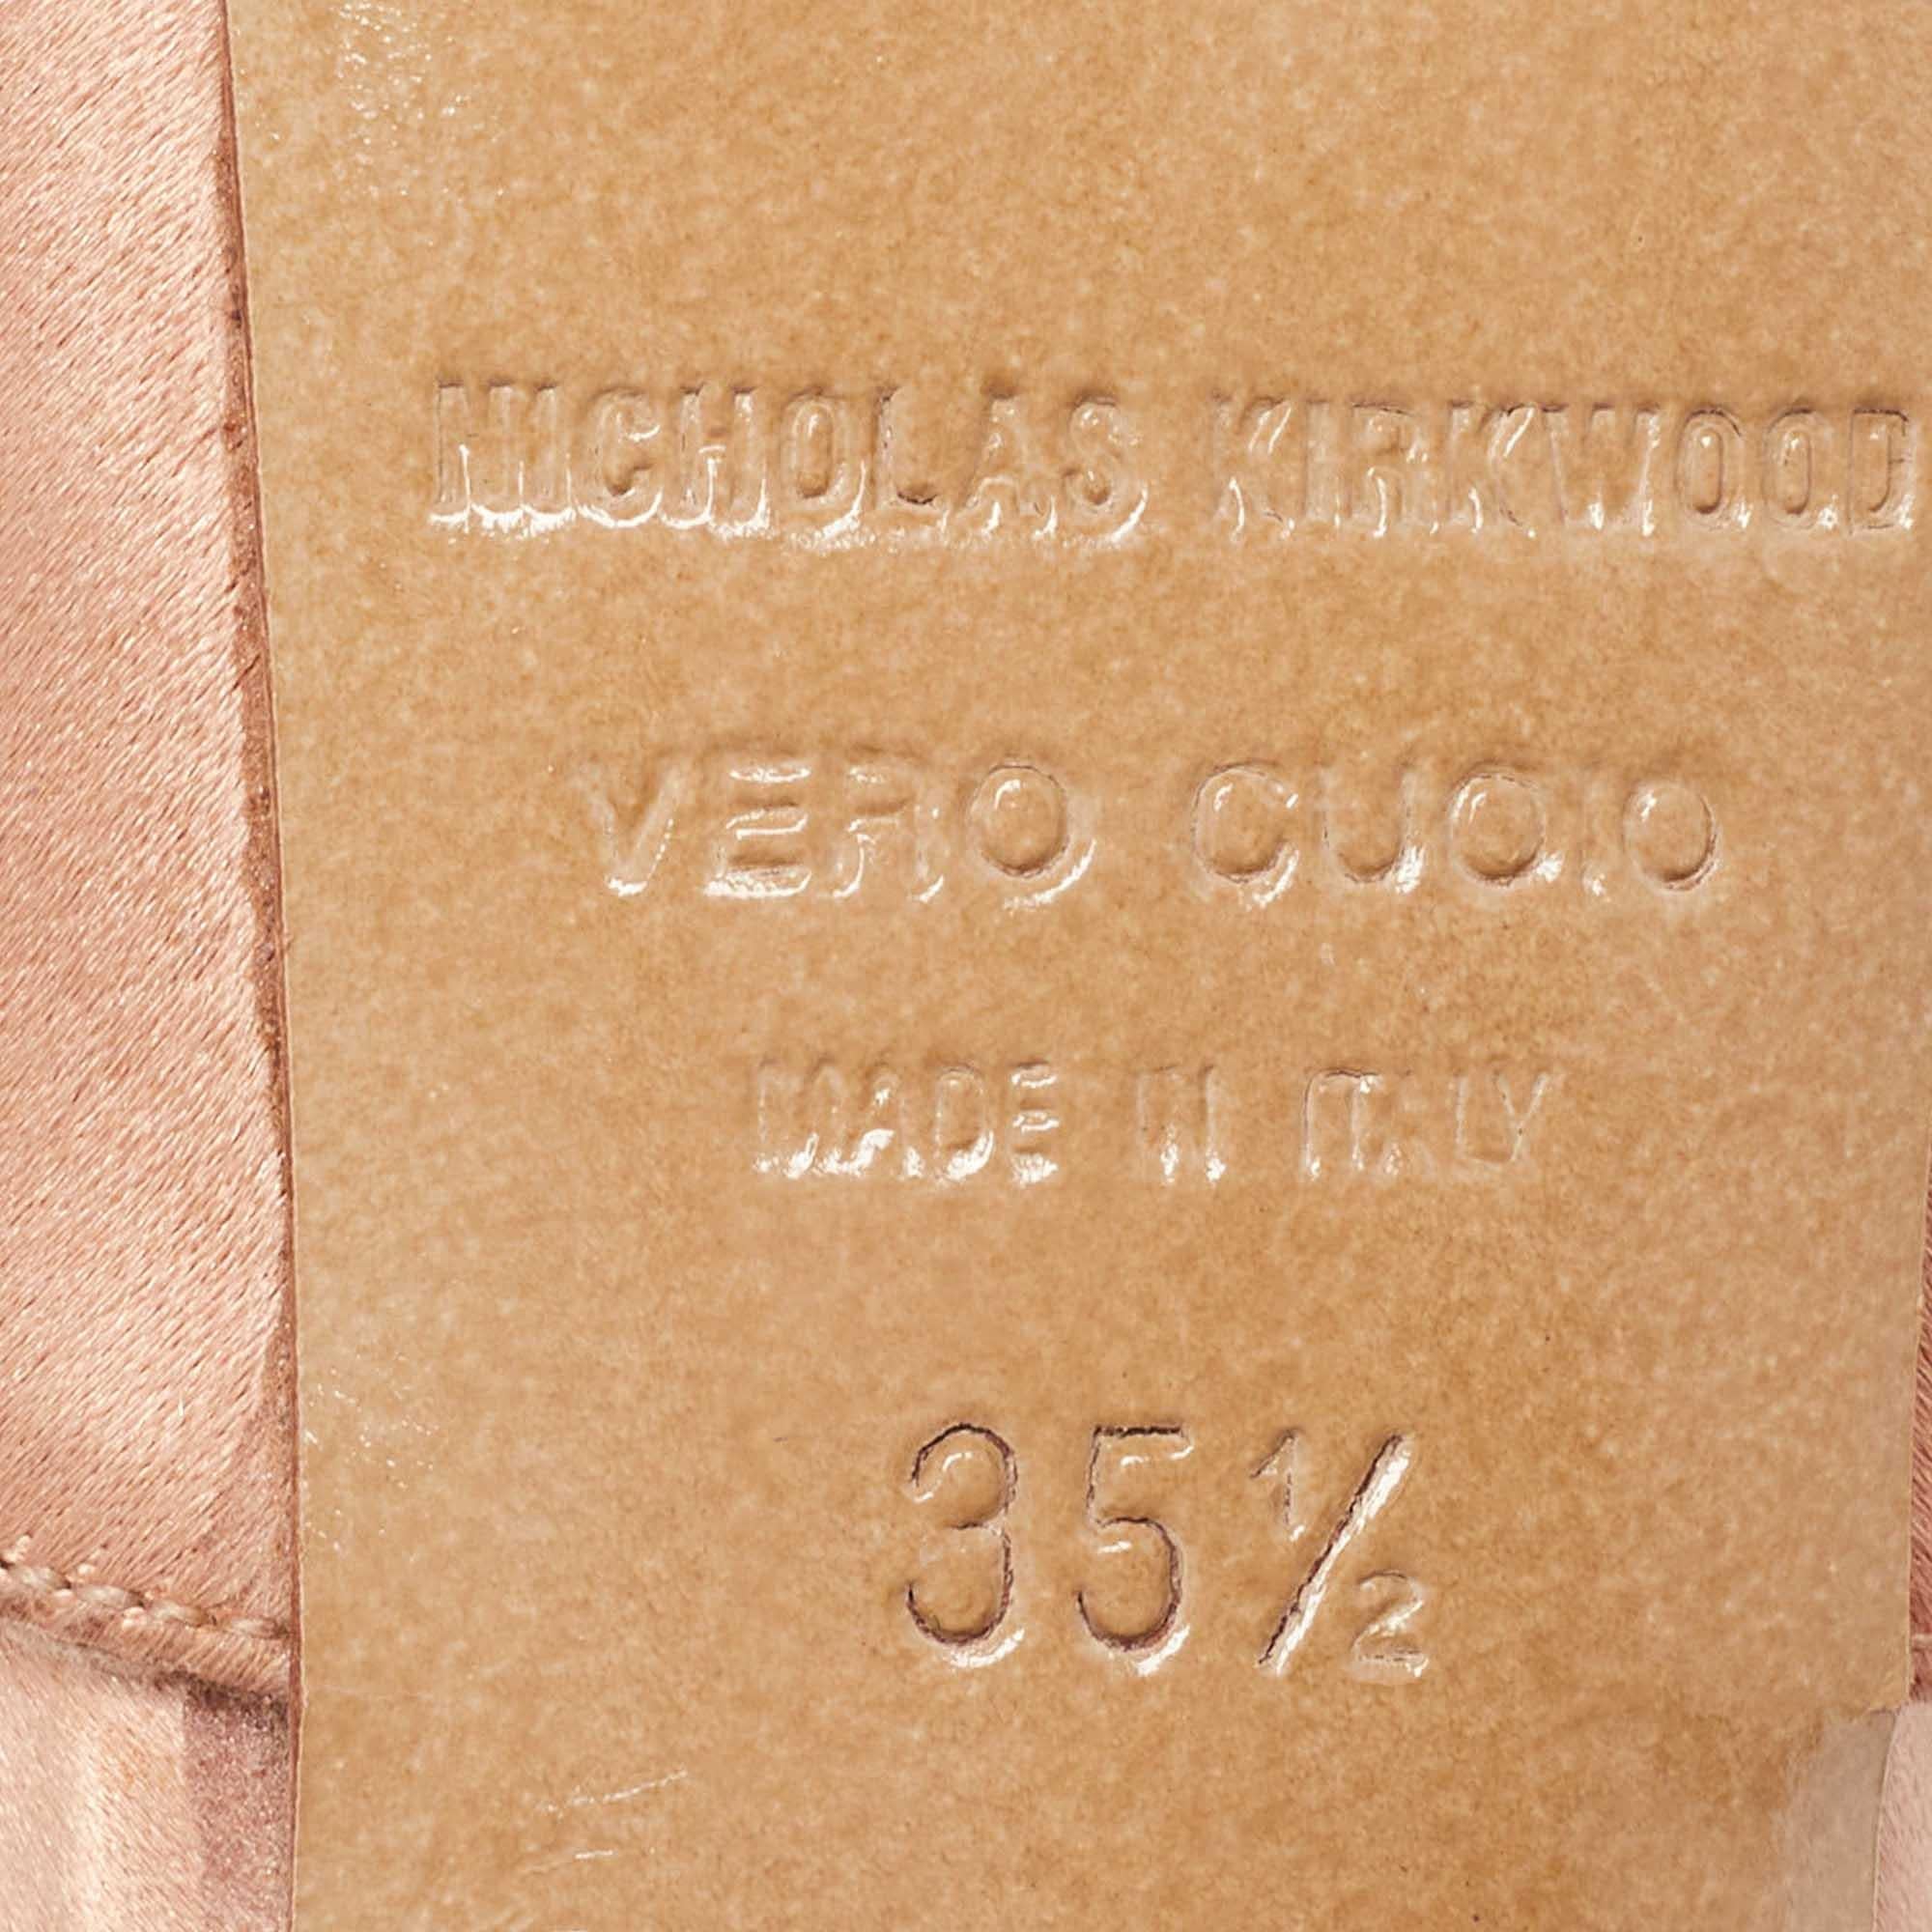 NICHOLAS KIRKWOOD
VERO CUOIO
MADE IN ITALY
35½